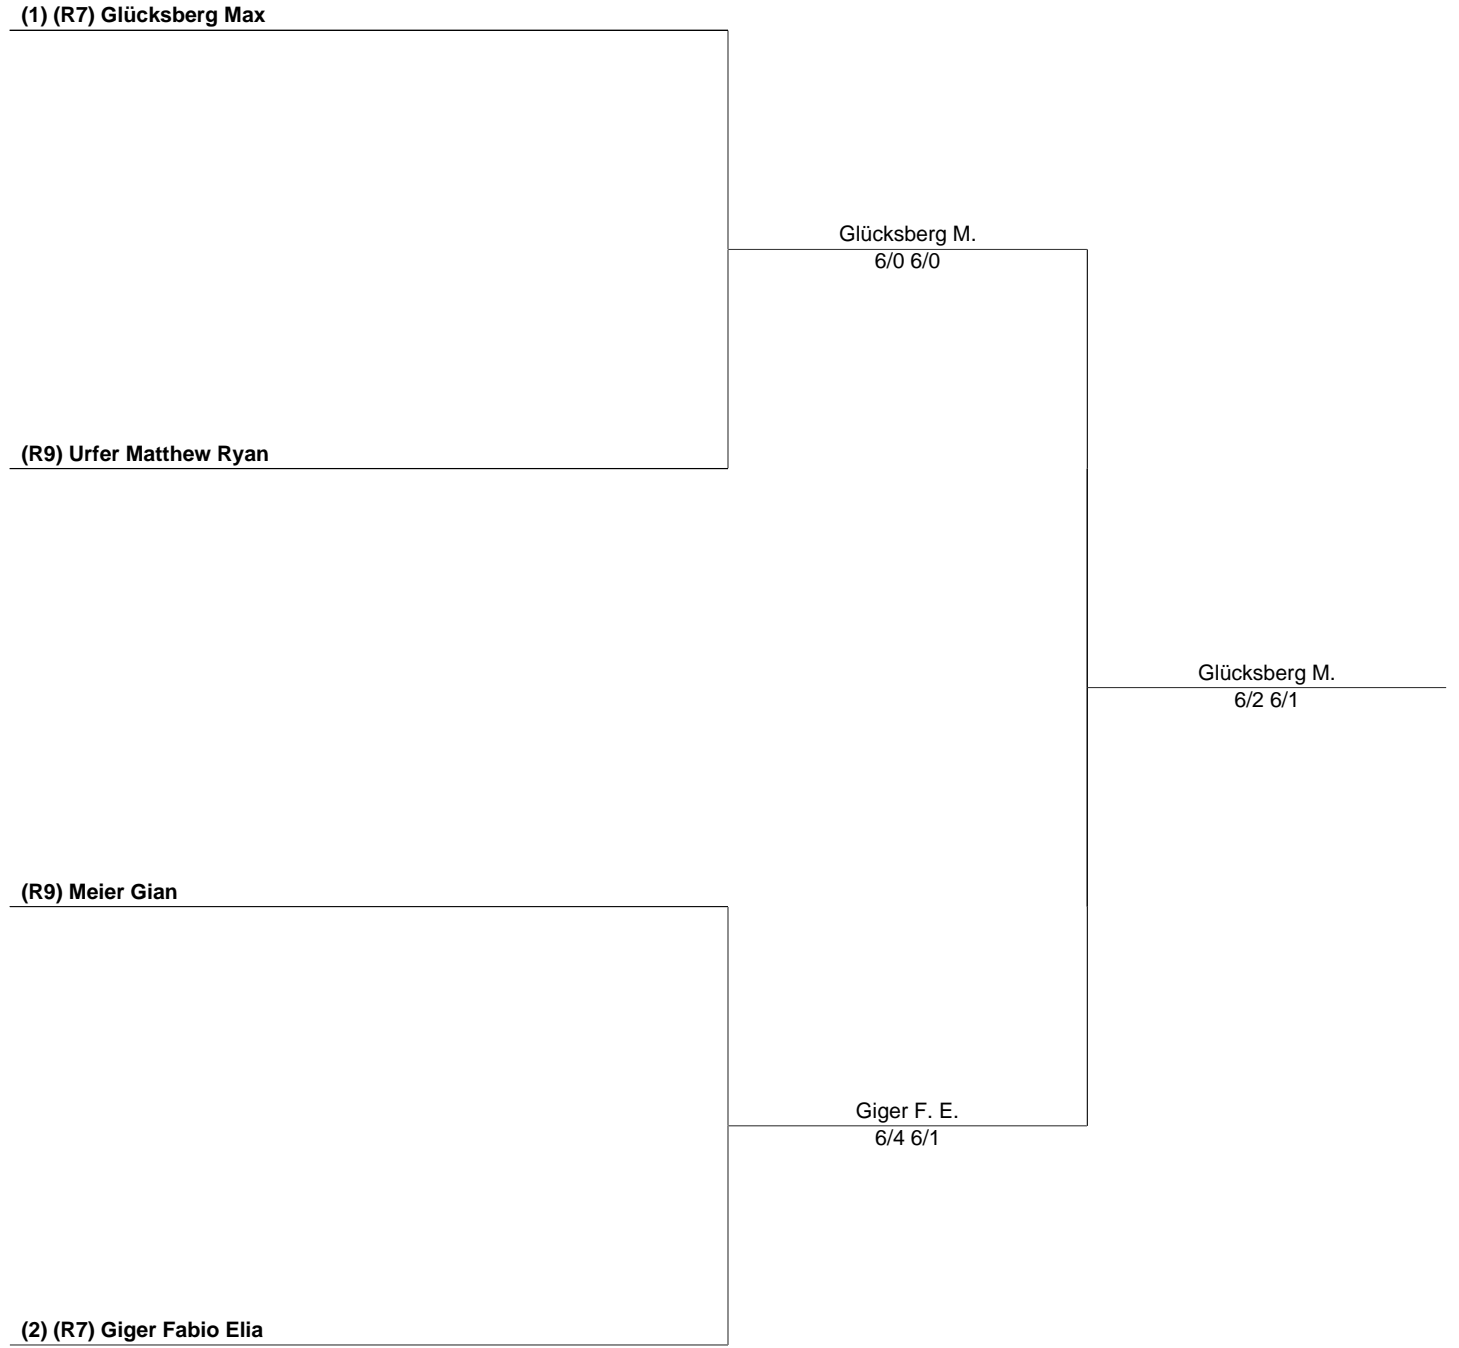 (1) (R7) Glücksberg Max
Glücksberg M.
6/0 6/0
(R9) Urfer Matthew Ryan
Glücksberg M.
6/2 6/1
(R9) Meier Gian
Giger F. E.
6/4 6/1
(2) (R7) Giger Fabio Elia